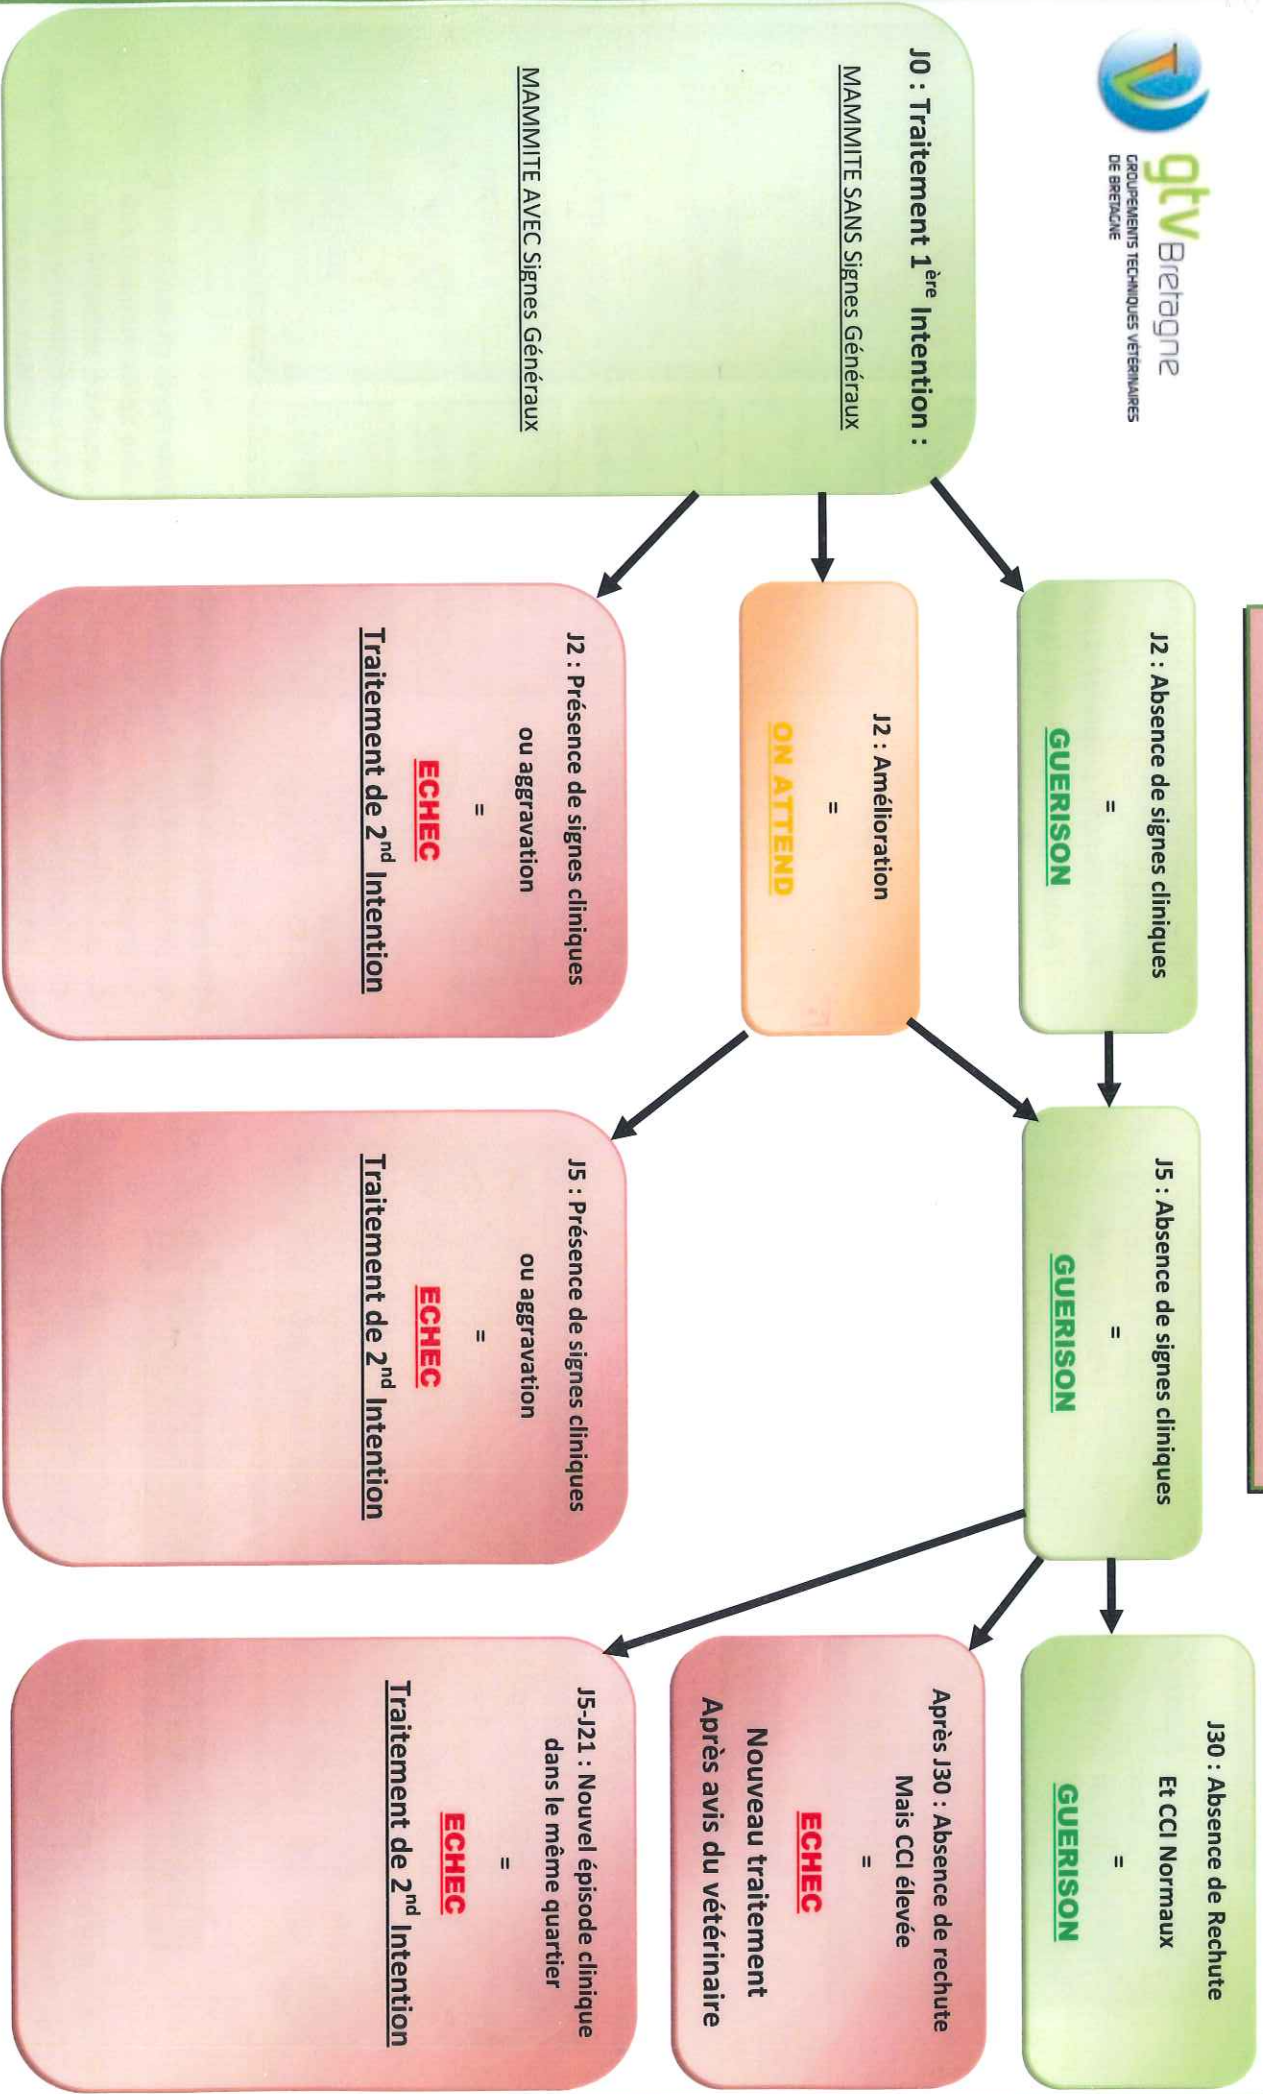 gtv Bretagne
GROUPEMENTS TECHNIQUES VÉTÉRINAIRES
DE BRETAGNE
J0 : Traitement 1ère Intention :
MAMMITE SANS Signes Généraux
MAMMITE AVEC Signes Généraux
J2 : Absence de signes cliniques
=
GUERISON
J2 : Amélioration
=
ON ATTEND
J2 : Présence de signes cliniques
ou aggravation
=
ECHEC
Traitement de 2nd Intention
J5 : Absence de signes cliniques
=
GUERISON
J5 : Présence de signes cliniques
ou aggravation
=
ECHEC
Traitement de 2nd Intention
J30 : Absence de Rechute
Et CCI Normaux
=
GUERISON
Après J30 : Absence de rechute
Mais CCI élevée
=
ECHEC
Nouveau traitement
Après avis du vétérinaire
J5-J21 : Nouvel épisode clinique
dans le même quartier
=
ECHEC
Traitement de 2nd Intention